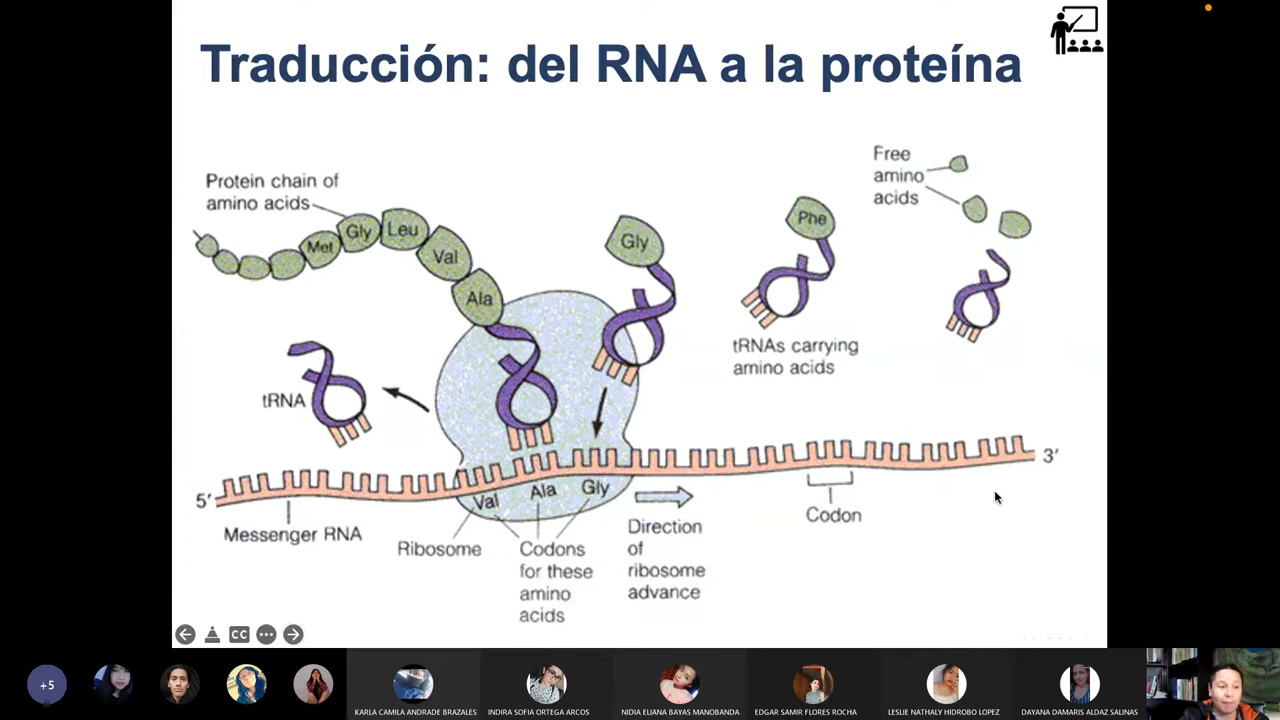 Traducción: del RNA a la proteína
Protein chain of
amino acids
Free
amino
acids
Met
Gly
Leu
Val
Ala
Gly
Phe
tRNAs carrying
amino acids
tRNA
5'
3'
Val
Ala
Gly
Messenger RNA
Ribosome
Codons
for these
amino
acids
Direction
of
ribosome
advance
Codon
CC
+5
KARLA CAMILA ANDRADE BRAZALES
INDIRA SOFIA ORTEGA ARCOS
NIDIA ELIANA BAYAS MANOBANDA
EDGAR SAMIR FLORES ROCHA
LESLIE NATHALY HIDROBO LOPEZ
DAYANA DAMARIS ALDAZ SALINAS